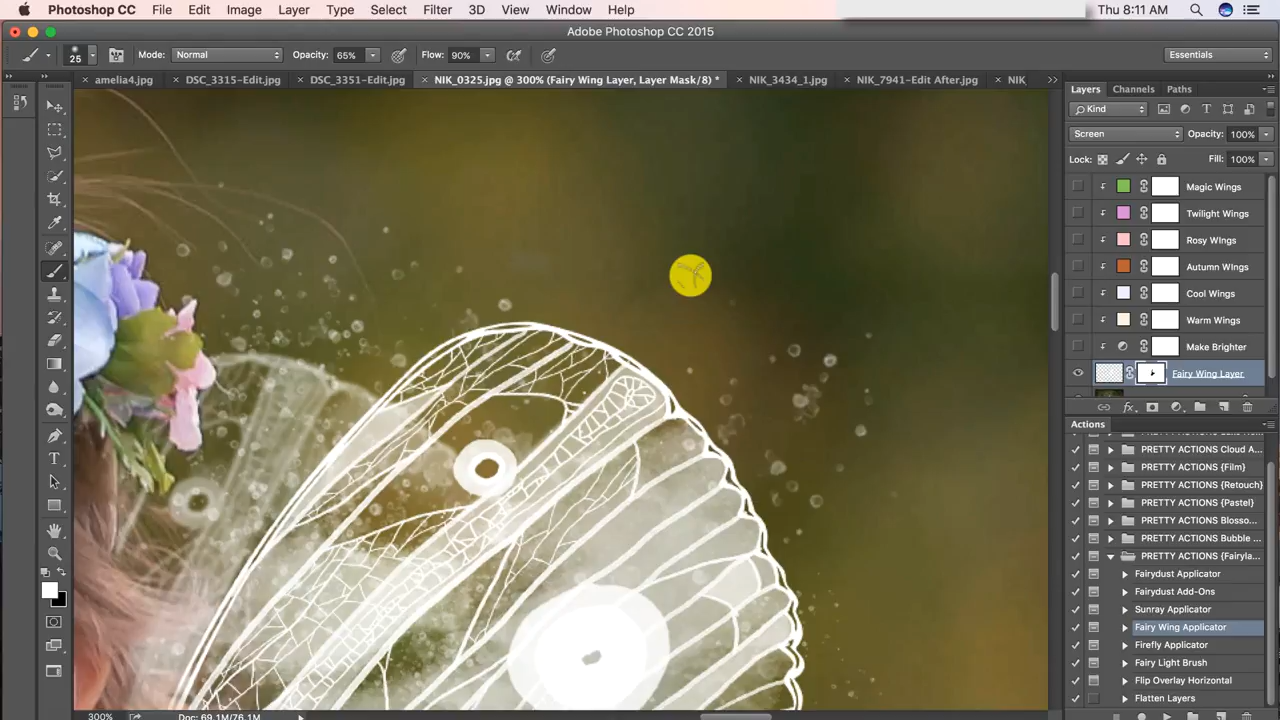 Photoshop CC File Edit Image Layer Type Select Filter 3D View Window Help Thu 8:11 AM
Adobe Photoshop CC 2015
25 Mode: Normal Opacity: 65% Flow: 90% Essentials
× amelia4.jpg × DSC_3315-Edit.jpg × DSC_3351-Edit.jpg × NIK_0325.jpg @ 300% (Fairy Wing Layer, Layer Mask/8) * × NIK_3434_1.jpg × NIK_7941-Edit After.jpg × NIK
Layers Channels Paths
Kind
Screen Opacity: 100%
Lock: Fill: 100%
Magic Wings
Twilight Wings
Rosy WIngs
Autumn WIngs
Cool Wings
Warm Wings
Make Brighter
Fairy Wing Layer
fx
Actions
PRETTY ACTIONS Cloud A...
PRETTY ACTIONS {Film}
PRETTY ACTIONS {Retouch}
PRETTY ACTIONS {Pastel}
PRETTY ACTIONS Blosso...
PRETTY ACTIONS Bubble ...
PRETTY ACTIONS {Fairyla...
Fairydust Applicator
Fairydust Add-Ons
Sunray Applicator
Fairy Wing Applicator
Firefly Applicator
Fairy Light Brush
Flip Overlay Horizontal
Flatten Layers
300% Doc: 69.1M/76.1M